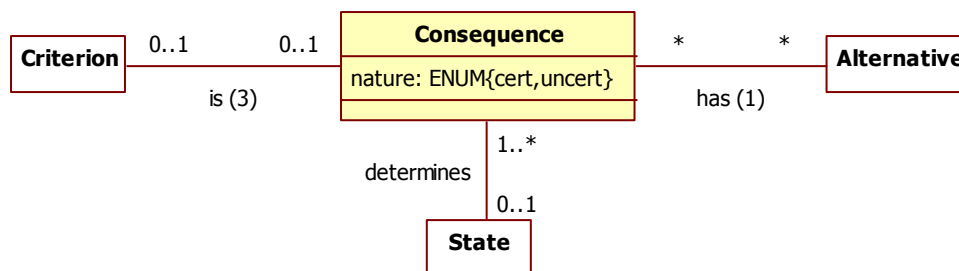 Consequence
0..1 0..1 * *
Criterion Alternative
nature: ENUM{cert,uncert}
is (3) has (1)
1..*
determines
0..1
State